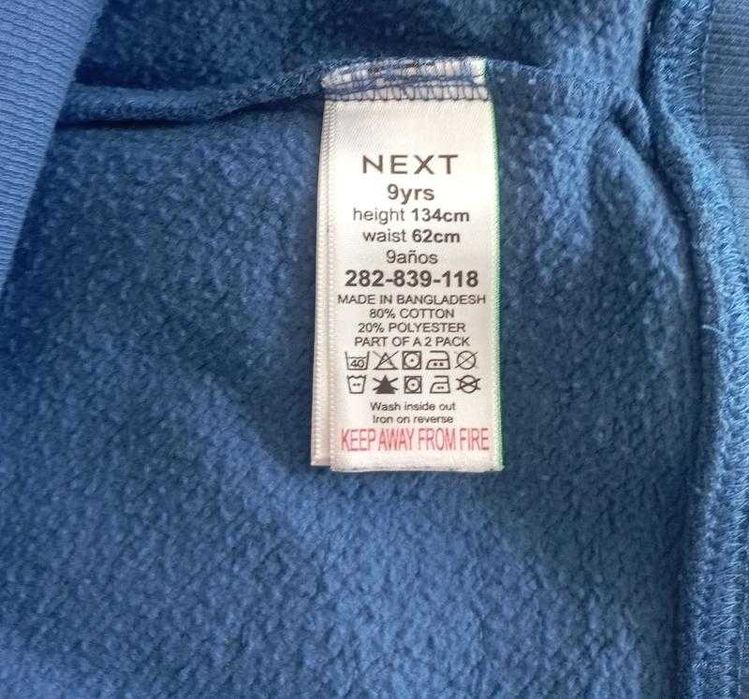 NEXT
9yrs
height 134cm
waist 62cm
9años
282-839-118
MADE IN BANGLADESH
80% COTTON
20% POLYESTER
PART OF A 2 PACK
40
Wash inside out
Iron on reverse
KEEP AWAY FROM FIRE